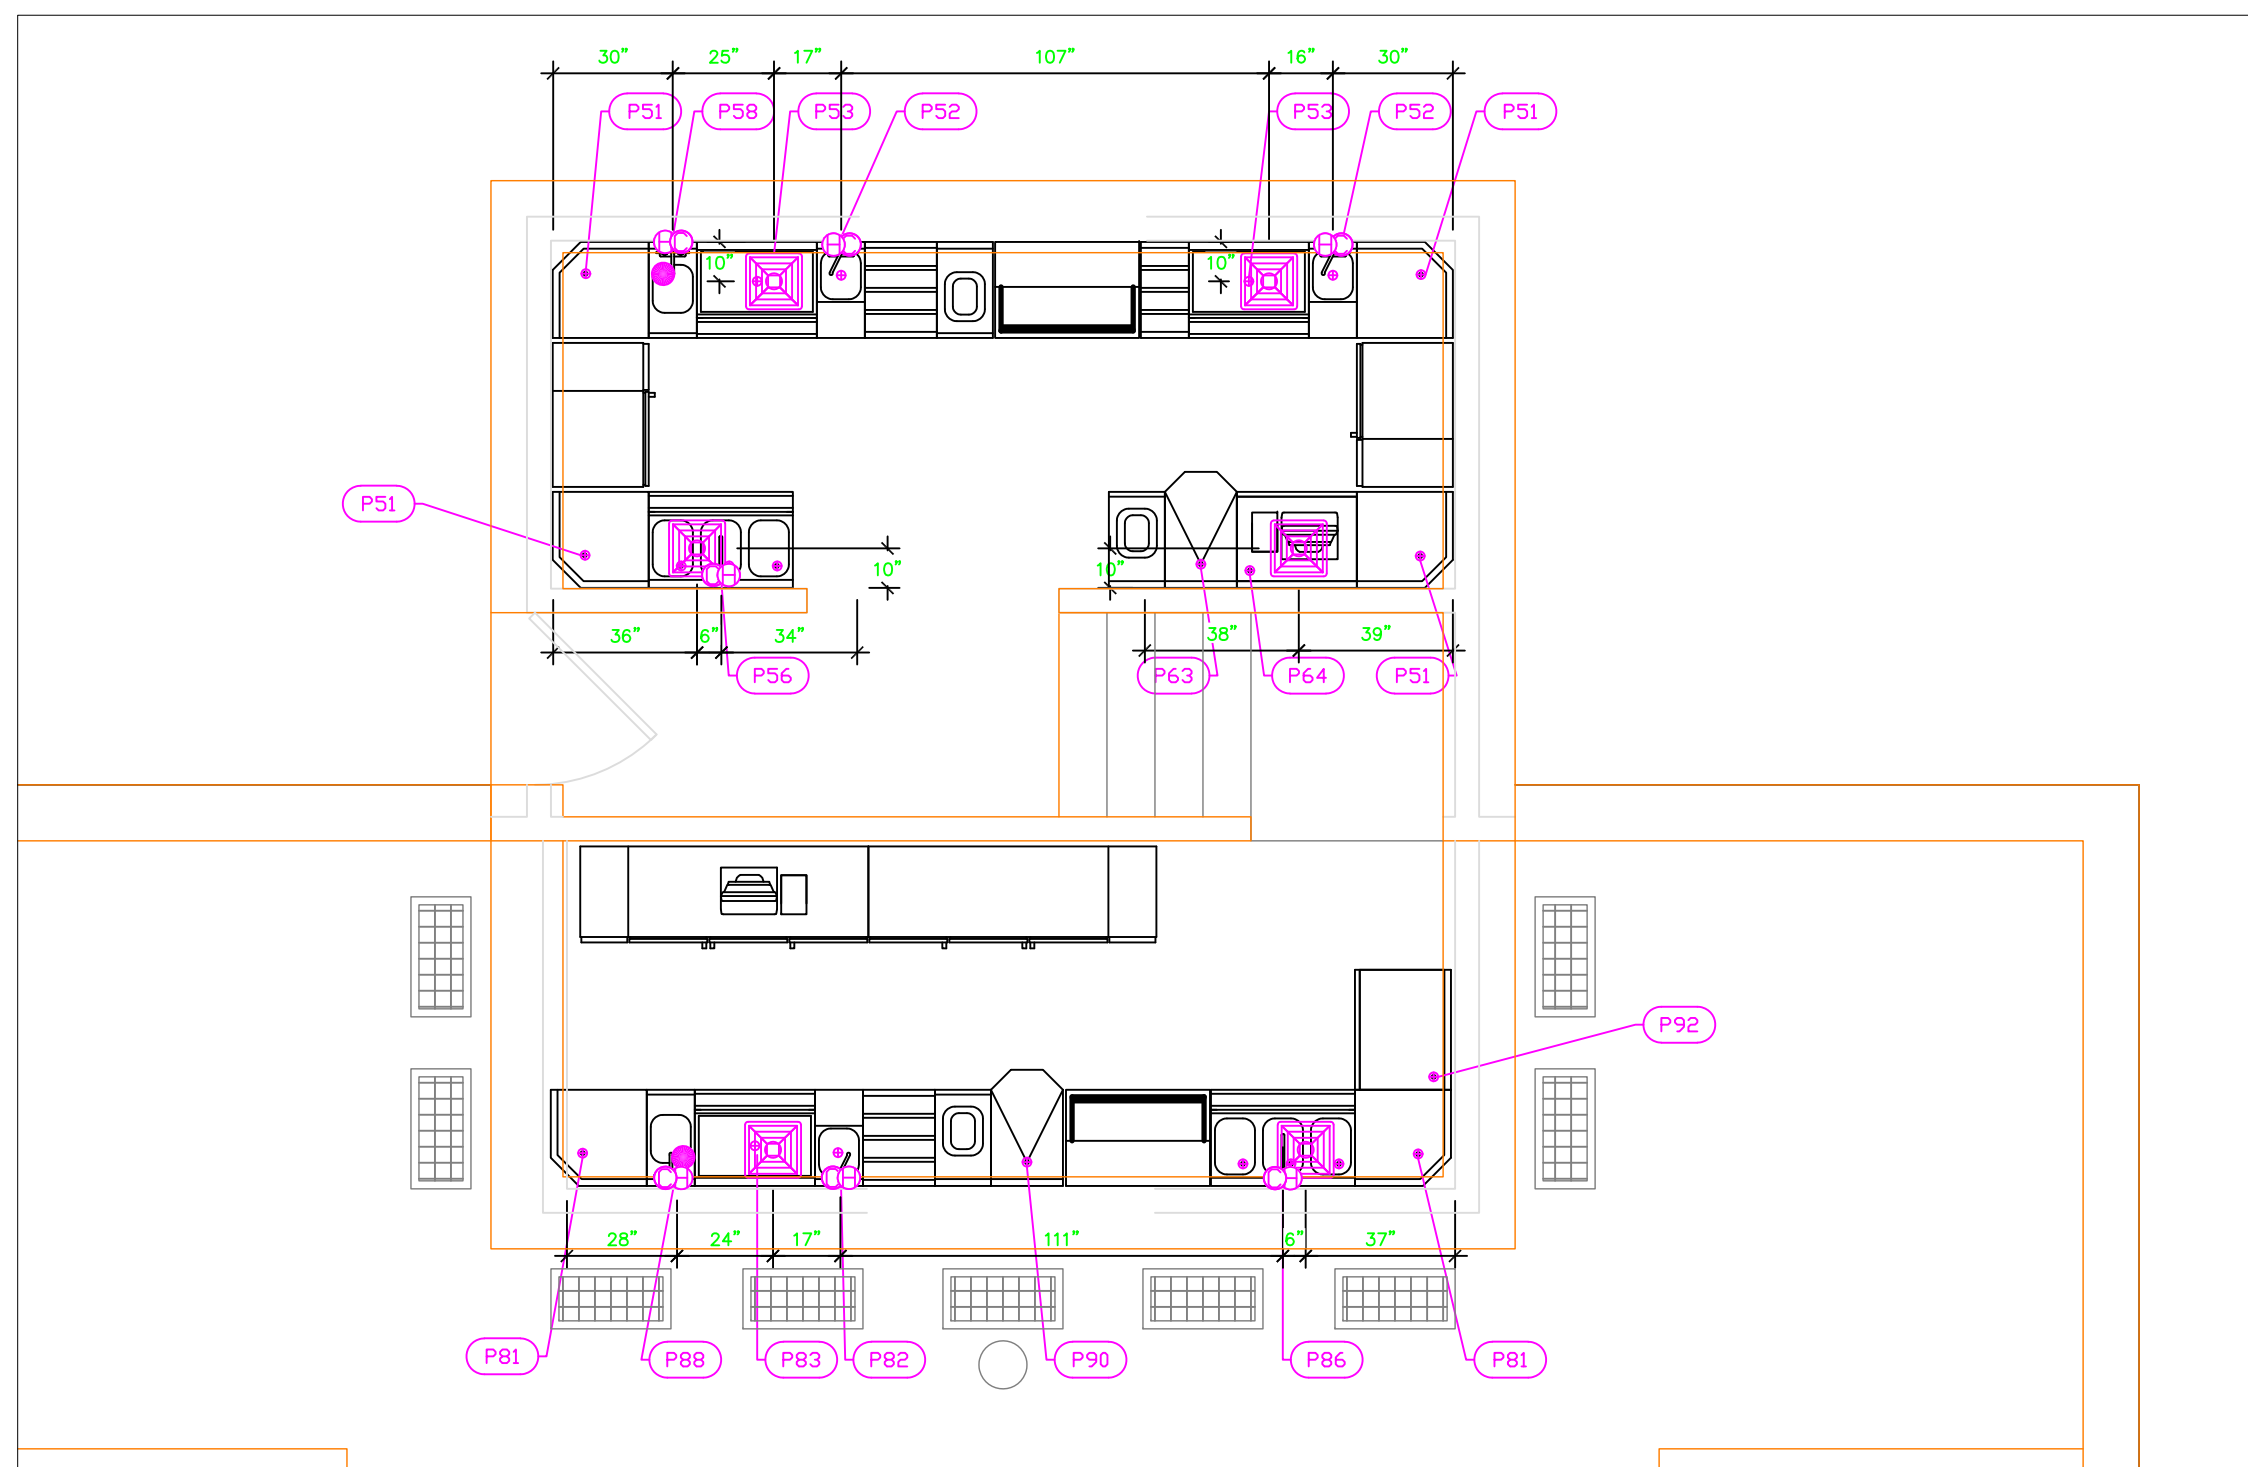 30” 25” 17” 107” 16” 30”
P51 P58 P53 P52 P53 P52 P51
10” 10”
P51
10” 10”
36” 6” 34” 38” 39”
P56 P63 P64 P51
P92
28” 24” 17” 111” 6” 37”
P81 P88 P83 P82 P90 P86 P81